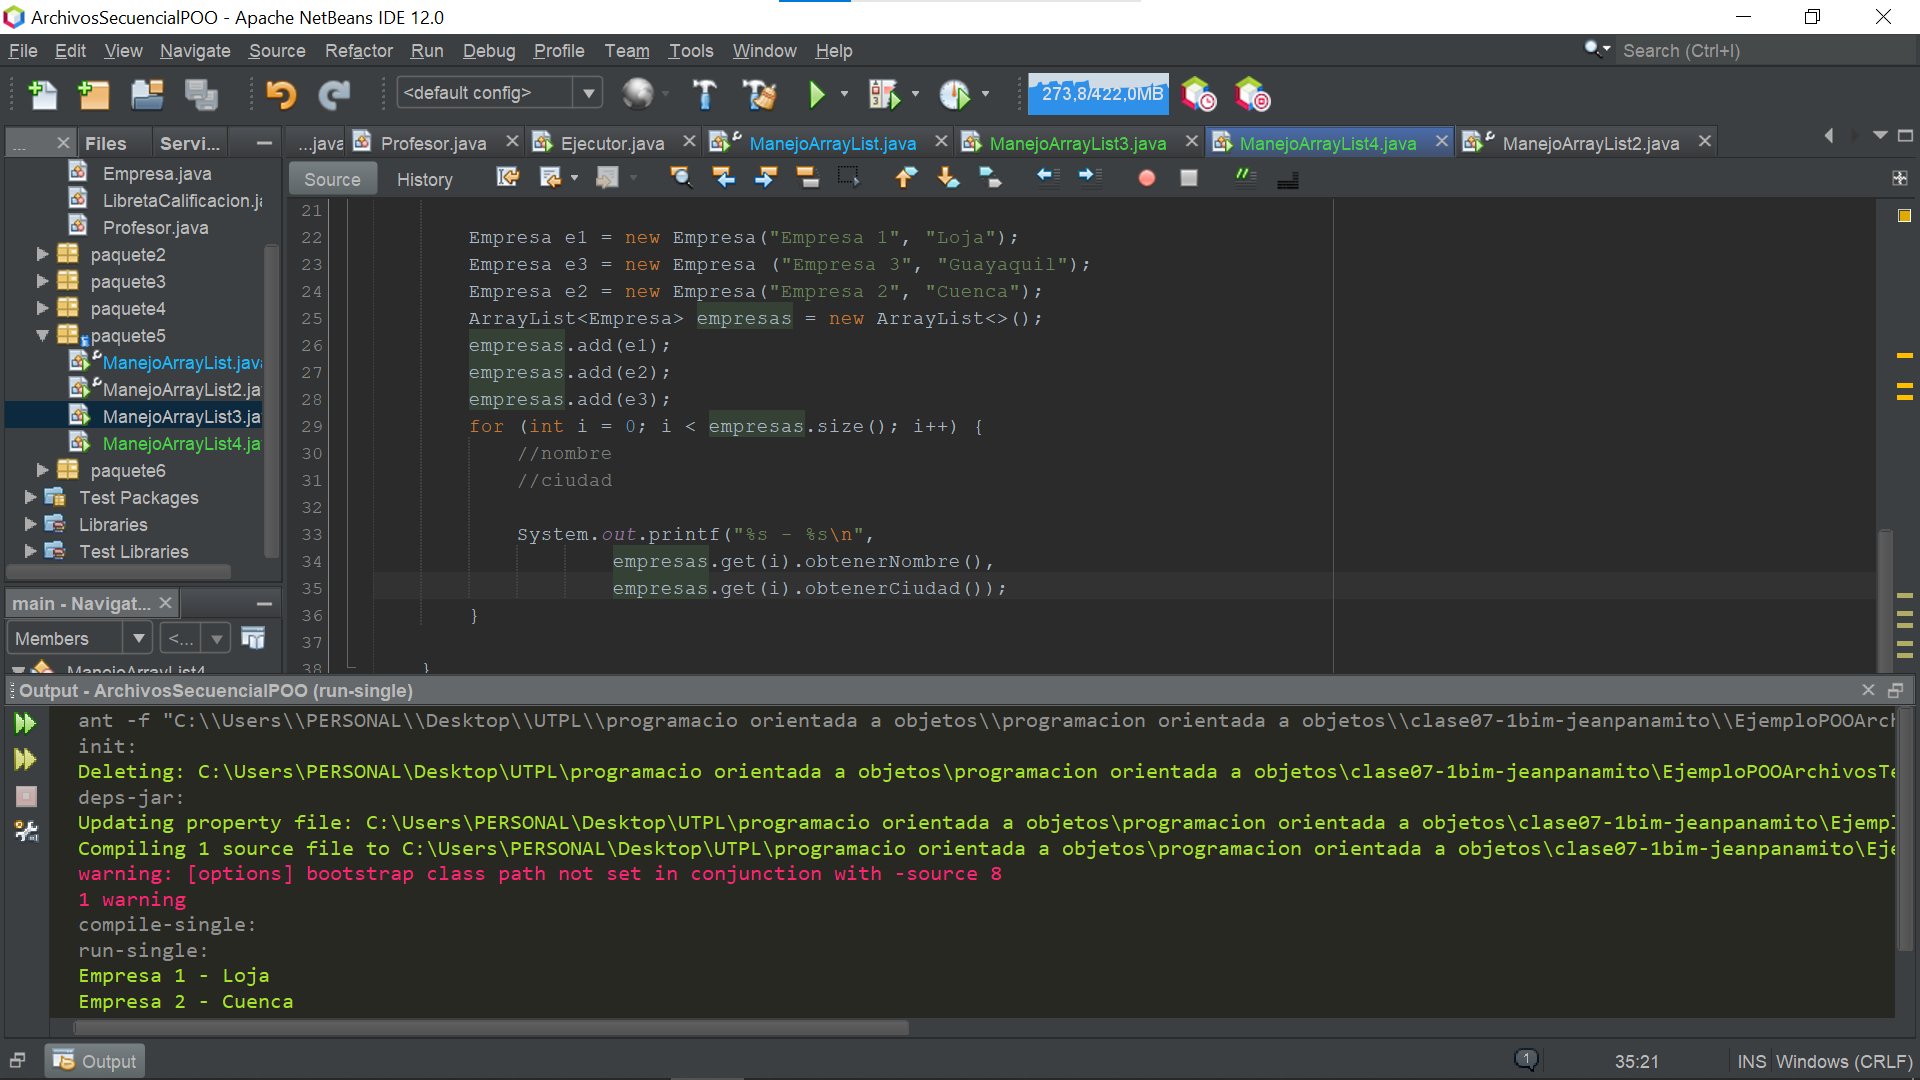 ArchivosSecuencialPOO - Apache NetBeans IDE 12.0
File Edit View Navigate Source Refactor Run Debug Profile Team Tools Window Help
Search (Ctrl+I)
<default config>
273,8/422,0MB
... Files Servi...
...java Profesor.java Ejecutor.java ManejoArrayList.java ManejoArrayList3.java ManejoArrayList4.java ManejoArrayList2.java
Source History
Empresa.java
LibretaCalificacion.j
Profesor.java
paquete2
paquete3
paquete4
paquete5
ManejoArrayList.jav
ManejoArrayList2.ja
ManejoArrayList3.ja
ManejoArrayList4.ja
paquete6
Test Packages
Libraries
Test Libraries
main - Navigat...
Members <...
ManejoArrayList4
21
22 Empresa e1 = new Empresa("Empresa 1", "Loja");
23 Empresa e3 = new Empresa ("Empresa 3", "Guayaquil");
24 Empresa e2 = new Empresa("Empresa 2", "Cuenca");
25 ArrayList<Empresa> empresas = new ArrayList<>();
26 empresas.add(e1);
27 empresas.add(e2);
28 empresas.add(e3);
29 for (int i = 0; i < empresas.size(); i++) {
30 //nombre
31 //ciudad
32
33 System.out.printf("%s - %s\n",
34 empresas.get(i).obtenerNombre(),
35 empresas.get(i).obtenerCiudad());
36 }
37
38 }
Output - ArchivosSecuencialPOO (run-single)
ant -f "C:\\Users\\PERSONAL\\Desktop\\UTPL\\programacio orientada a objetos\\programacion orientada a objetos\\clase07-1bim-jeanpanamito\\EjemploPOOArch
init:
Deleting: C:\Users\PERSONAL\Desktop\UTPL\programacio orientada a objetos\programacion orientada a objetos\clase07-1bim-jeanpanamito\EjemploPOOArchivosTe
deps-jar:
Updating property file: C:\Users\PERSONAL\Desktop\UTPL\programacio orientada a objetos\programacion orientada a objetos\clase07-1bim-jeanpanamito\Ejempl
Compiling 1 source file to C:\Users\PERSONAL\Desktop\UTPL\programacio orientada a objetos\programacion orientada a objetos\clase07-1bim-jeanpanamito\Eje
warning: [options] bootstrap class path not set in conjunction with -source 8
1 warning
compile-single:
run-single:
Empresa 1 - Loja
Empresa 2 - Cuenca
Output
1 35:21 INS Windows (CRLF)